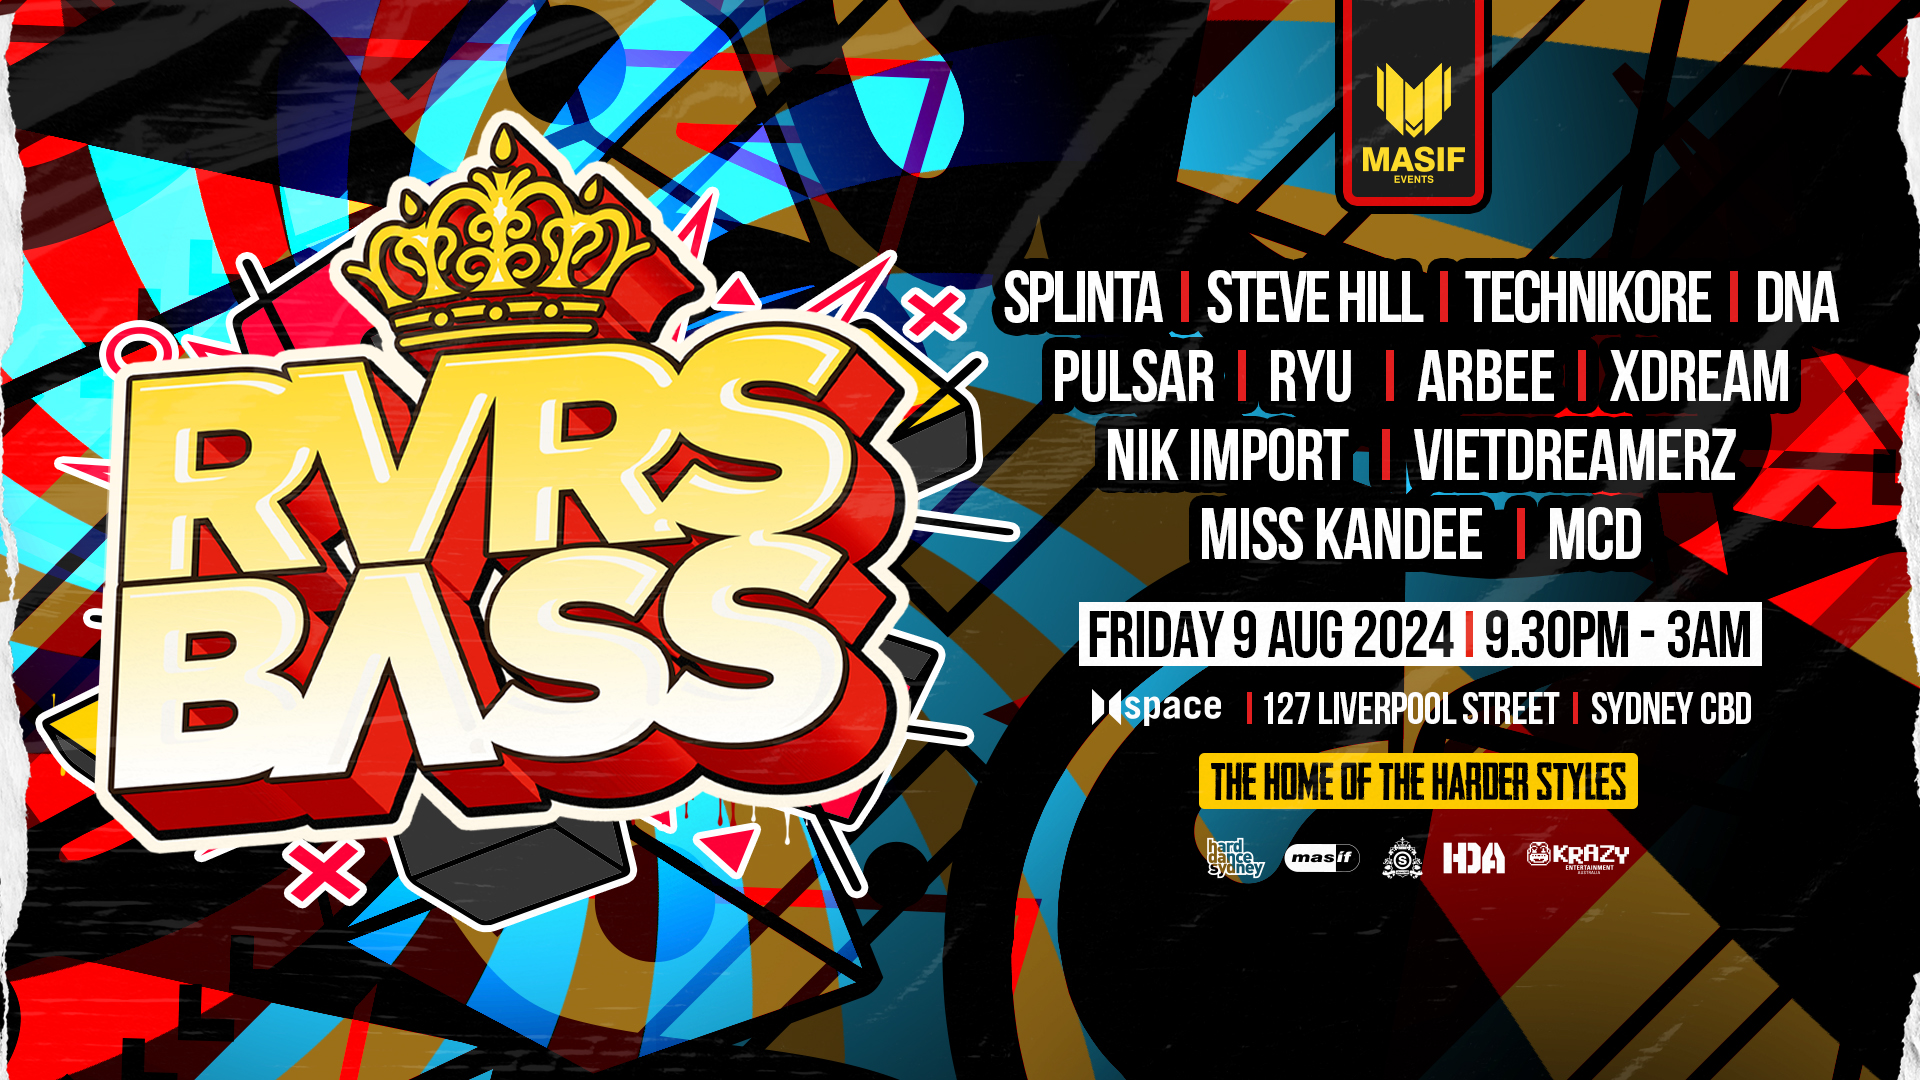 MASIF
EVENTS
RVRS
BASS
SPLINTA | STEVE HILL | TECHNIKORE | DNA
PULSAR | RYU | ARBEE | XDREAM
NIK IMPORT | VIETDREAMERZ
MISS KANDEE | MCD
FRIDAY 9 AUG 2024 | 9.30PM - 3AM
space | 127 LIVERPOOL STREET | SYDNEY CBD
THE HOME OF THE HARDER STYLES
hard
dance
sydney
masif
S
HDA
KRAZY
ENTERTAINMENT
AUSTRALIA